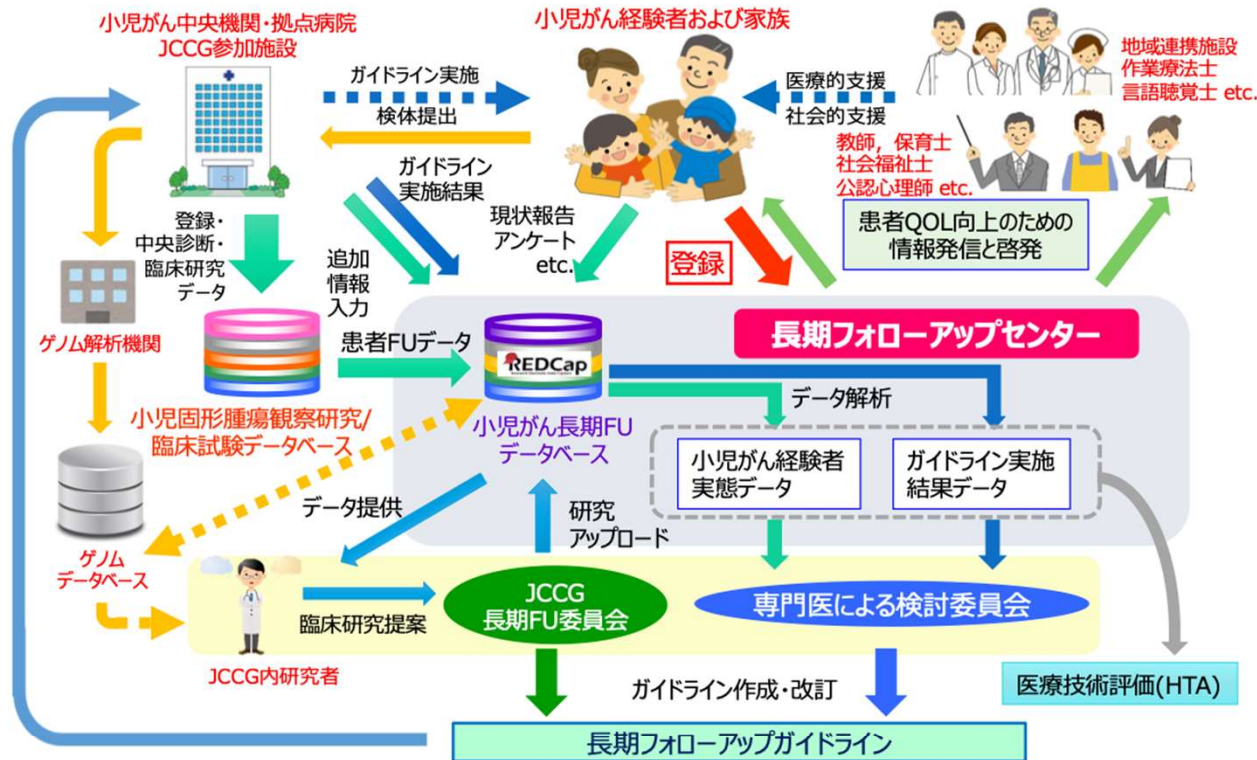 小児がん中央機関・拠点病院
JCCG参加施設
小児がん経験者および家族
地域連携施設
作業療法士
言語聴覚士 etc.
ガイドライン実施
検体提出
医療的支援
社会的支援
教師，保育士
社会福祉士
公認心理師 etc.
ガイドライン
実施結果
登録・
中央診断・
臨床研究
データ
追加
情報
入力
現状報告
アンケート
etc.
登録
患者QOL向上のための
情報発信と啓発
ゲノム解析機関
患者FUデータ
REDCap
長期フォローアップセンター
データ解析
小児固形腫瘍観察研究/
臨床試験データベース
小児がん長期FU
データベース
小児がん経験者
実態データ
ガイドライン実施
結果データ
データ提供
研究
アップロード
ゲノム
データベース
臨床研究提案
JCCG
長期FU委員会
専門医による検討委員会
JCCG内研究者
ガイドライン作成・改訂
医療技術評価(HTA)
長期フォローアップガイドライン